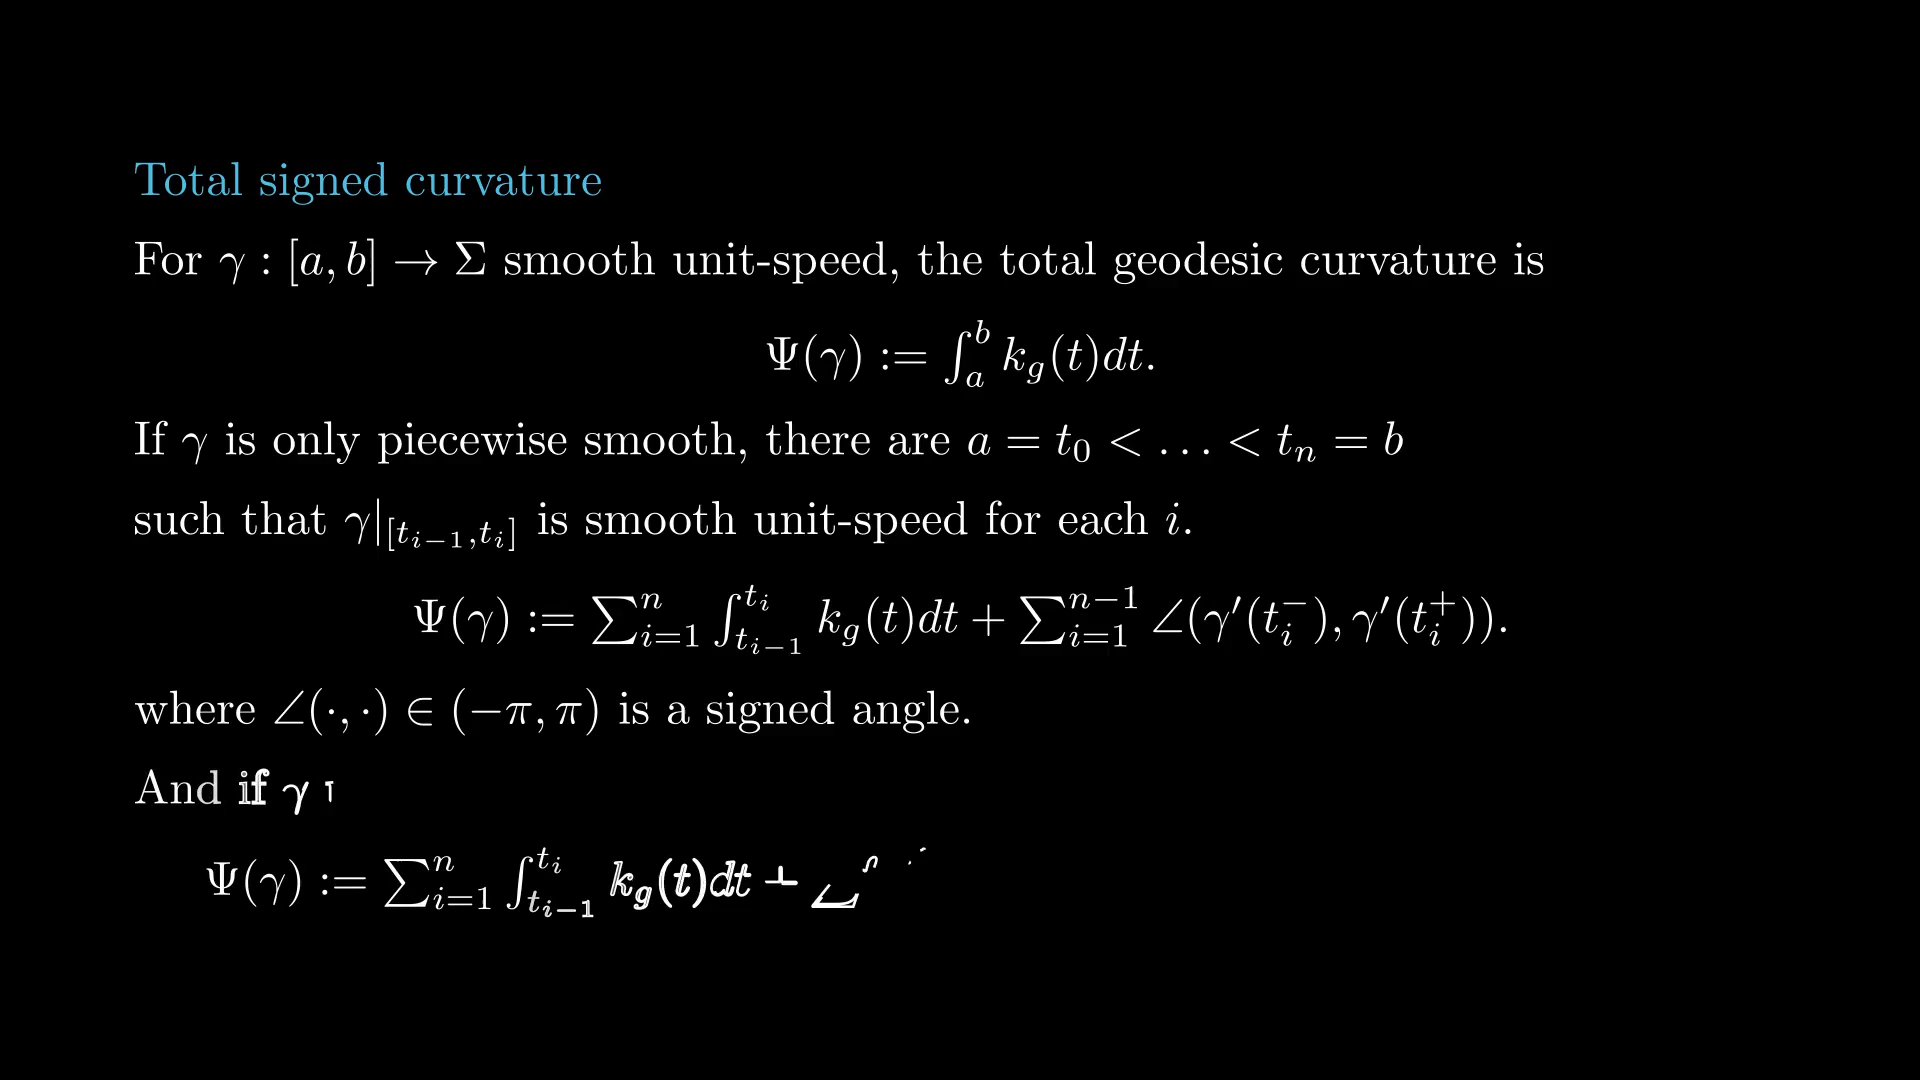 Total signed curvature
For γ : [a, b] → Σ smooth unit-speed, the total geodesic curvature is
Ψ(γ) := ∫_a^b k_g(t)dt.
If γ is only piecewise smooth, there are a = t_0 < . . . < t_n = b
such that γ|_{[t_{i−1},t_i]} is smooth unit-speed for each i.
Ψ(γ) := ∑_{i=1}^n ∫_{t_{i−1}}^{t_i} k_g(t)dt + ∑_{i=1}^{n−1} ∠(γ′(t_i^−), γ′(t_i^+)).
where ∠(·, ·) ∈ (−π, π) is a signed angle.
And if γ
Ψ(γ) := ∑_{i=1}^n ∫_{t_{i−1}}^{t_i} k_g(t)dt +